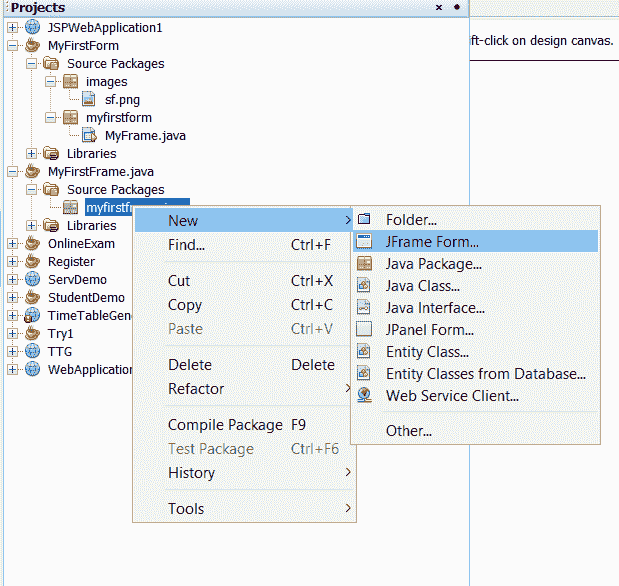 Projects
ft-click on design canvas.
JSPWebApplication1
MyFirstForm
Source Packages
images
sf.png
myfirstform
MyFrame.java
Libraries
MyFirstFrame.java
Source Packages
myfirstf
Libraries
OnlineExam
Register
ServDemo
StudentDemo
TimeTableGen
Try1
TTG
WebApplication
New
Find... Ctrl+F
Cut Ctrl+X
Copy Ctrl+C
Paste Ctrl+V
Delete Delete
Refactor
Compile Package F9
Test Package Ctrl+F6
History
Tools
Folder...
JFrame Form...
Java Package...
Java Class...
Java Interface...
JPanel Form...
Entity Class...
Entity Classes from Database...
Web Service Client...
Other...